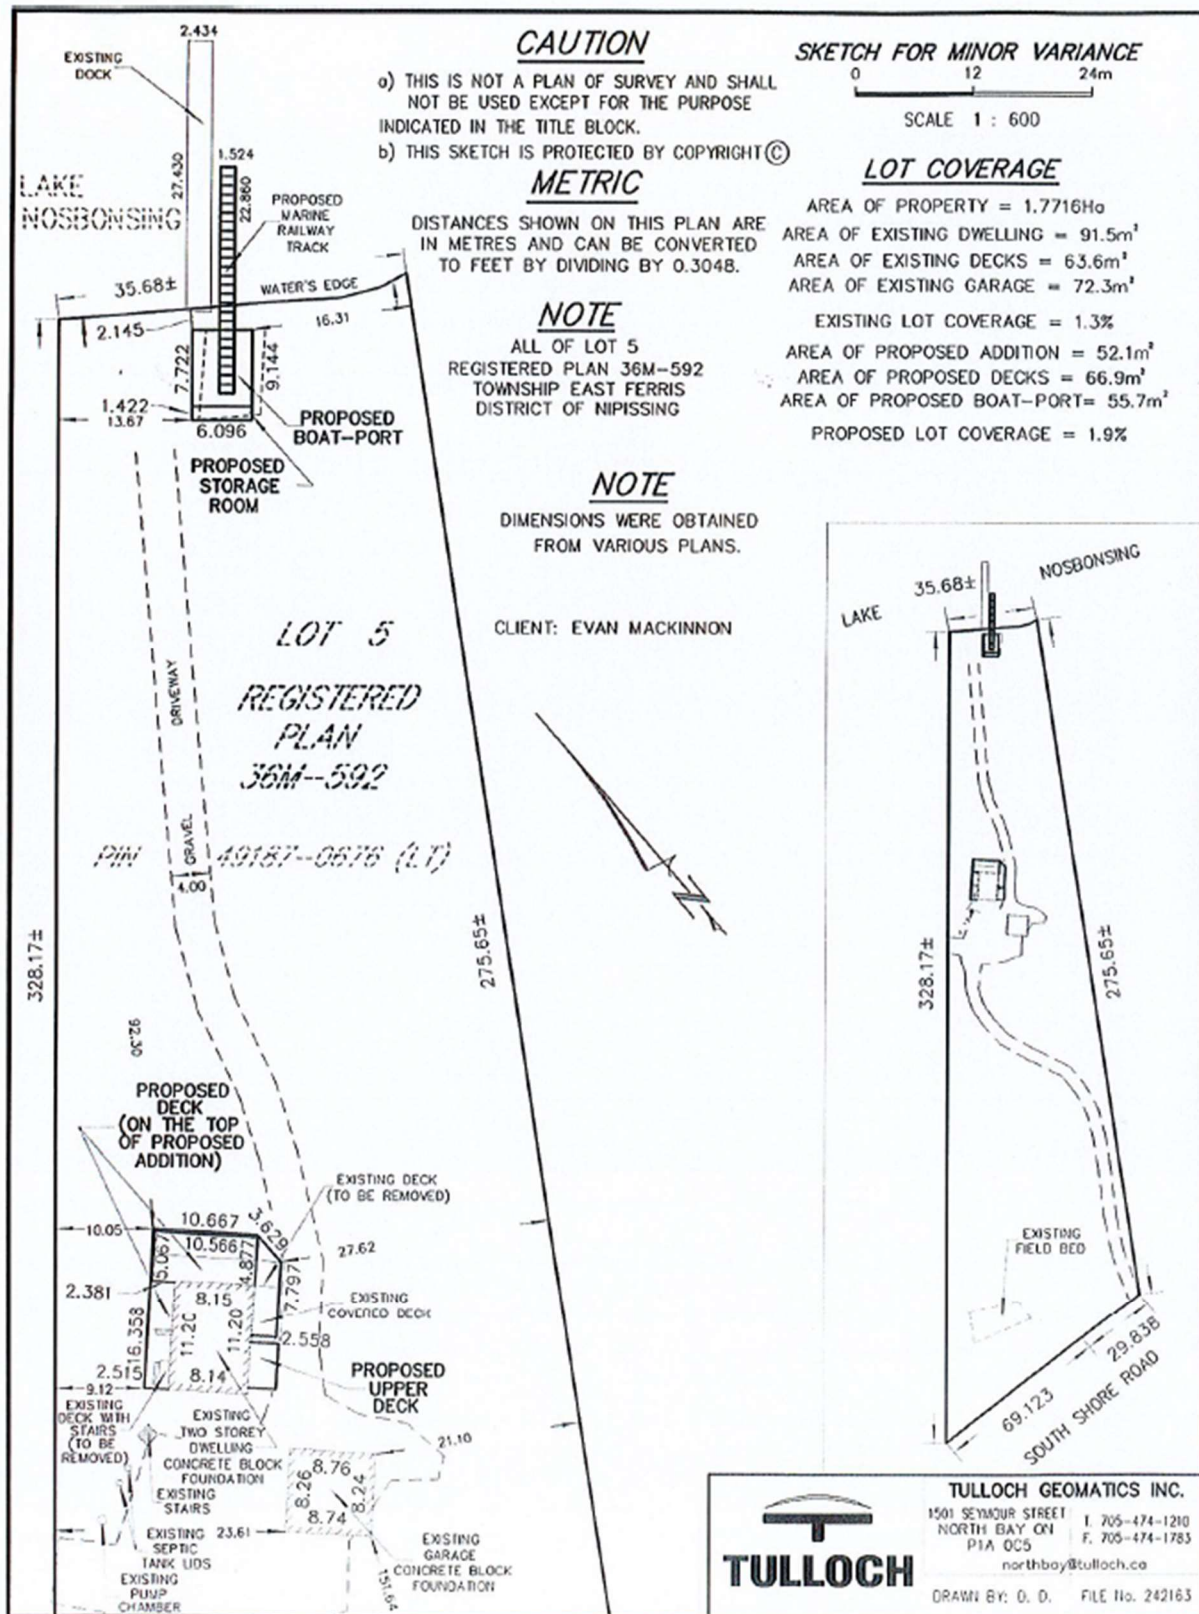 2.434
EXISTING
DOCK
27.430
1.524
22.860
LAKE
NOSBONSING
PROPOSED
MARINE
RAILWAY
TRACK
35.68±
WATER'S EDGE
16.31
2.145
7.722
9.144
1.422
13.67
6.096
PROPOSED
BOAT-PORT
PROPOSED
STORAGE
ROOM
CAUTION
a) THIS IS NOT A PLAN OF SURVEY AND SHALL
NOT BE USED EXCEPT FOR THE PURPOSE
INDICATED IN THE TITLE BLOCK.
b) THIS SKETCH IS PROTECTED BY COPYRIGHT ©
METRIC
DISTANCES SHOWN ON THIS PLAN ARE
IN METRES AND CAN BE CONVERTED
TO FEET BY DIVIDING BY 0.3048.
NOTE
ALL OF LOT 5
REGISTERED PLAN 36M-592
TOWNSHIP EAST FERRIS
DISTRICT OF NIPISSING
NOTE
DIMENSIONS WERE OBTAINED
FROM VARIOUS PLANS.
CLIENT: EVAN MACKINNON
SKETCH FOR MINOR VARIANCE
0 12 24m
SCALE 1 : 600
LOT COVERAGE
AREA OF PROPERTY = 1.7716Ha
AREA OF EXISTING DWELLING = 91.5m²
AREA OF EXISTING DECKS = 63.6m²
AREA OF EXISTING GARAGE = 72.3m²
EXISTING LOT COVERAGE = 1.3%
AREA OF PROPOSED ADDITION = 52.1m²
AREA OF PROPOSED DECKS = 66.9m²
AREA OF PROPOSED BOAT-PORT= 55.7m²
PROPOSED LOT COVERAGE = 1.9%
LOT 5
REGISTERED
PLAN
36M-592
PIN 49187-0676 (LT)
DRIVEWAY
GRAVEL
4.00
328.17±
275.65±
92.30
PROPOSED
DECK
(ON THE TOP
OF PROPOSED
ADDITION)
EXISTING DECK
(TO BE REMOVED)
10.05
10.667
3.629
10.566
5.067
4.877
27.62
7.797
2.381
8.15
EXISTING
COVERED DECK
16.358
11.20
11.20
2.558
2.515
8.14
9.12
PROPOSED
UPPER
DECK
EXISTING
DECK WITH
STAIRS
(TO BE
REMOVED)
EXISTING
TWO STOREY
DWELLING
CONCRETE BLOCK
FOUNDATION
EXISTING
STAIRS
21.10
8.76
8.26
8.24
8.74
EXISTING
SEPTIC
TANK LIDS
23.61
EXISTING
PUMP
CHAMBER
EXISTING
GARAGE
CONCRETE BLOCK
FOUNDATION
151.64
N
LAKE
35.68±
NOSBONSING
328.17±
275.65±
EXISTING
FIELD BED
29.838
69.123
SOUTH SHORE ROAD
TULLOCH
TULLOCH GEOMATICS INC.
1501 SEYMOUR STREET
NORTH BAY ON
P1A 0C5
T. 705-474-1210
F. 705-474-1783
northbay@tulloch.ca
DRAWN BY: D. D. FILE No. 242163